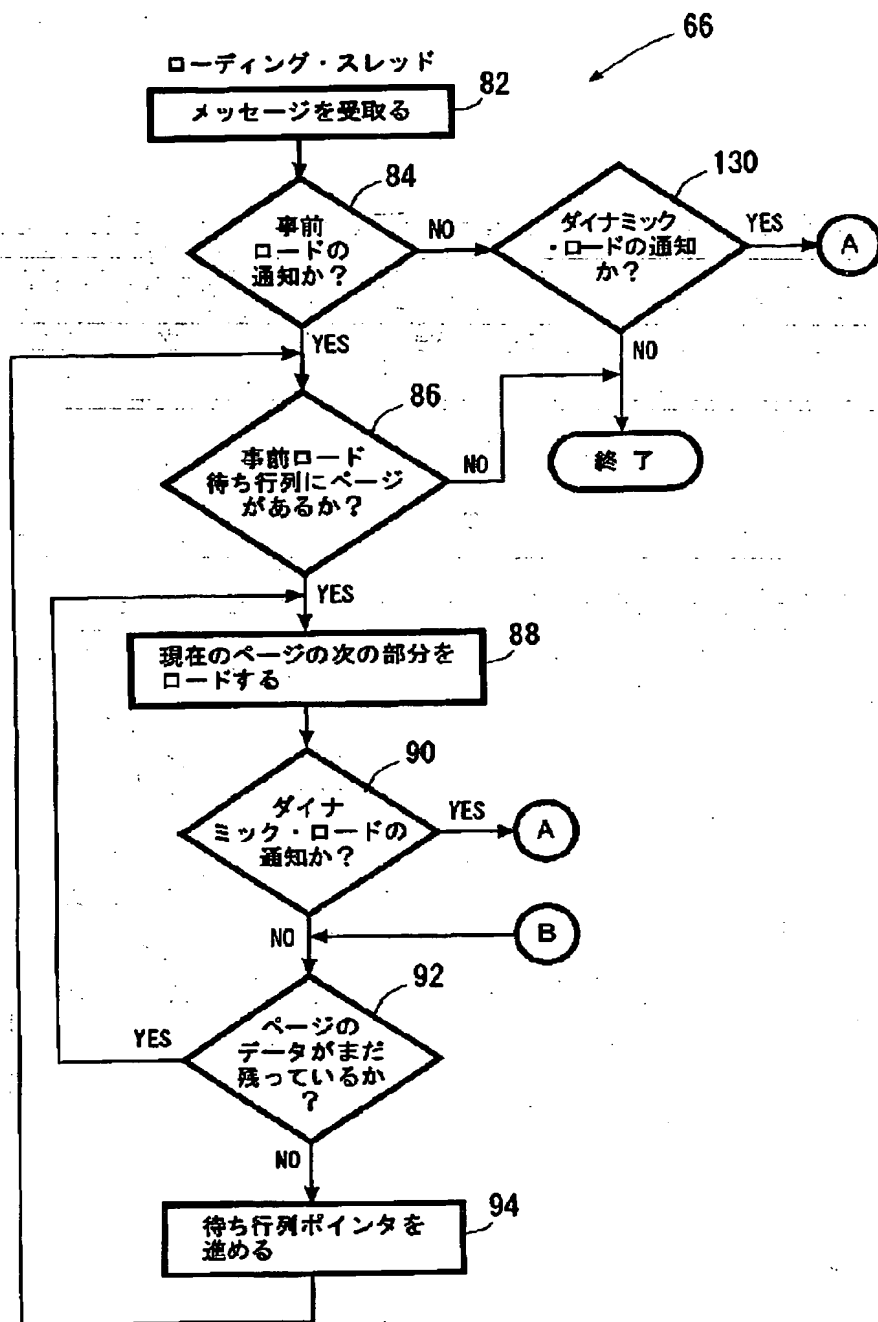 66
ローディング・スレッド
82
メッセージを受取る
84
事前
ロードの
通知か?
NO
130
ダイナミック
・ロードの通知
か?
YES
A
YES
NO
86
事前ロード
待ち行列にページ
があるか?
NO
終了
YES
88
現在のページの次の部分を
ロードする
90
ダイナ
ミック・ロードの
通知か?
YES
A
NO
B
92
ページの
データがまだ
残っているか
?
YES
NO
94
待ち行列ポインタを
進める